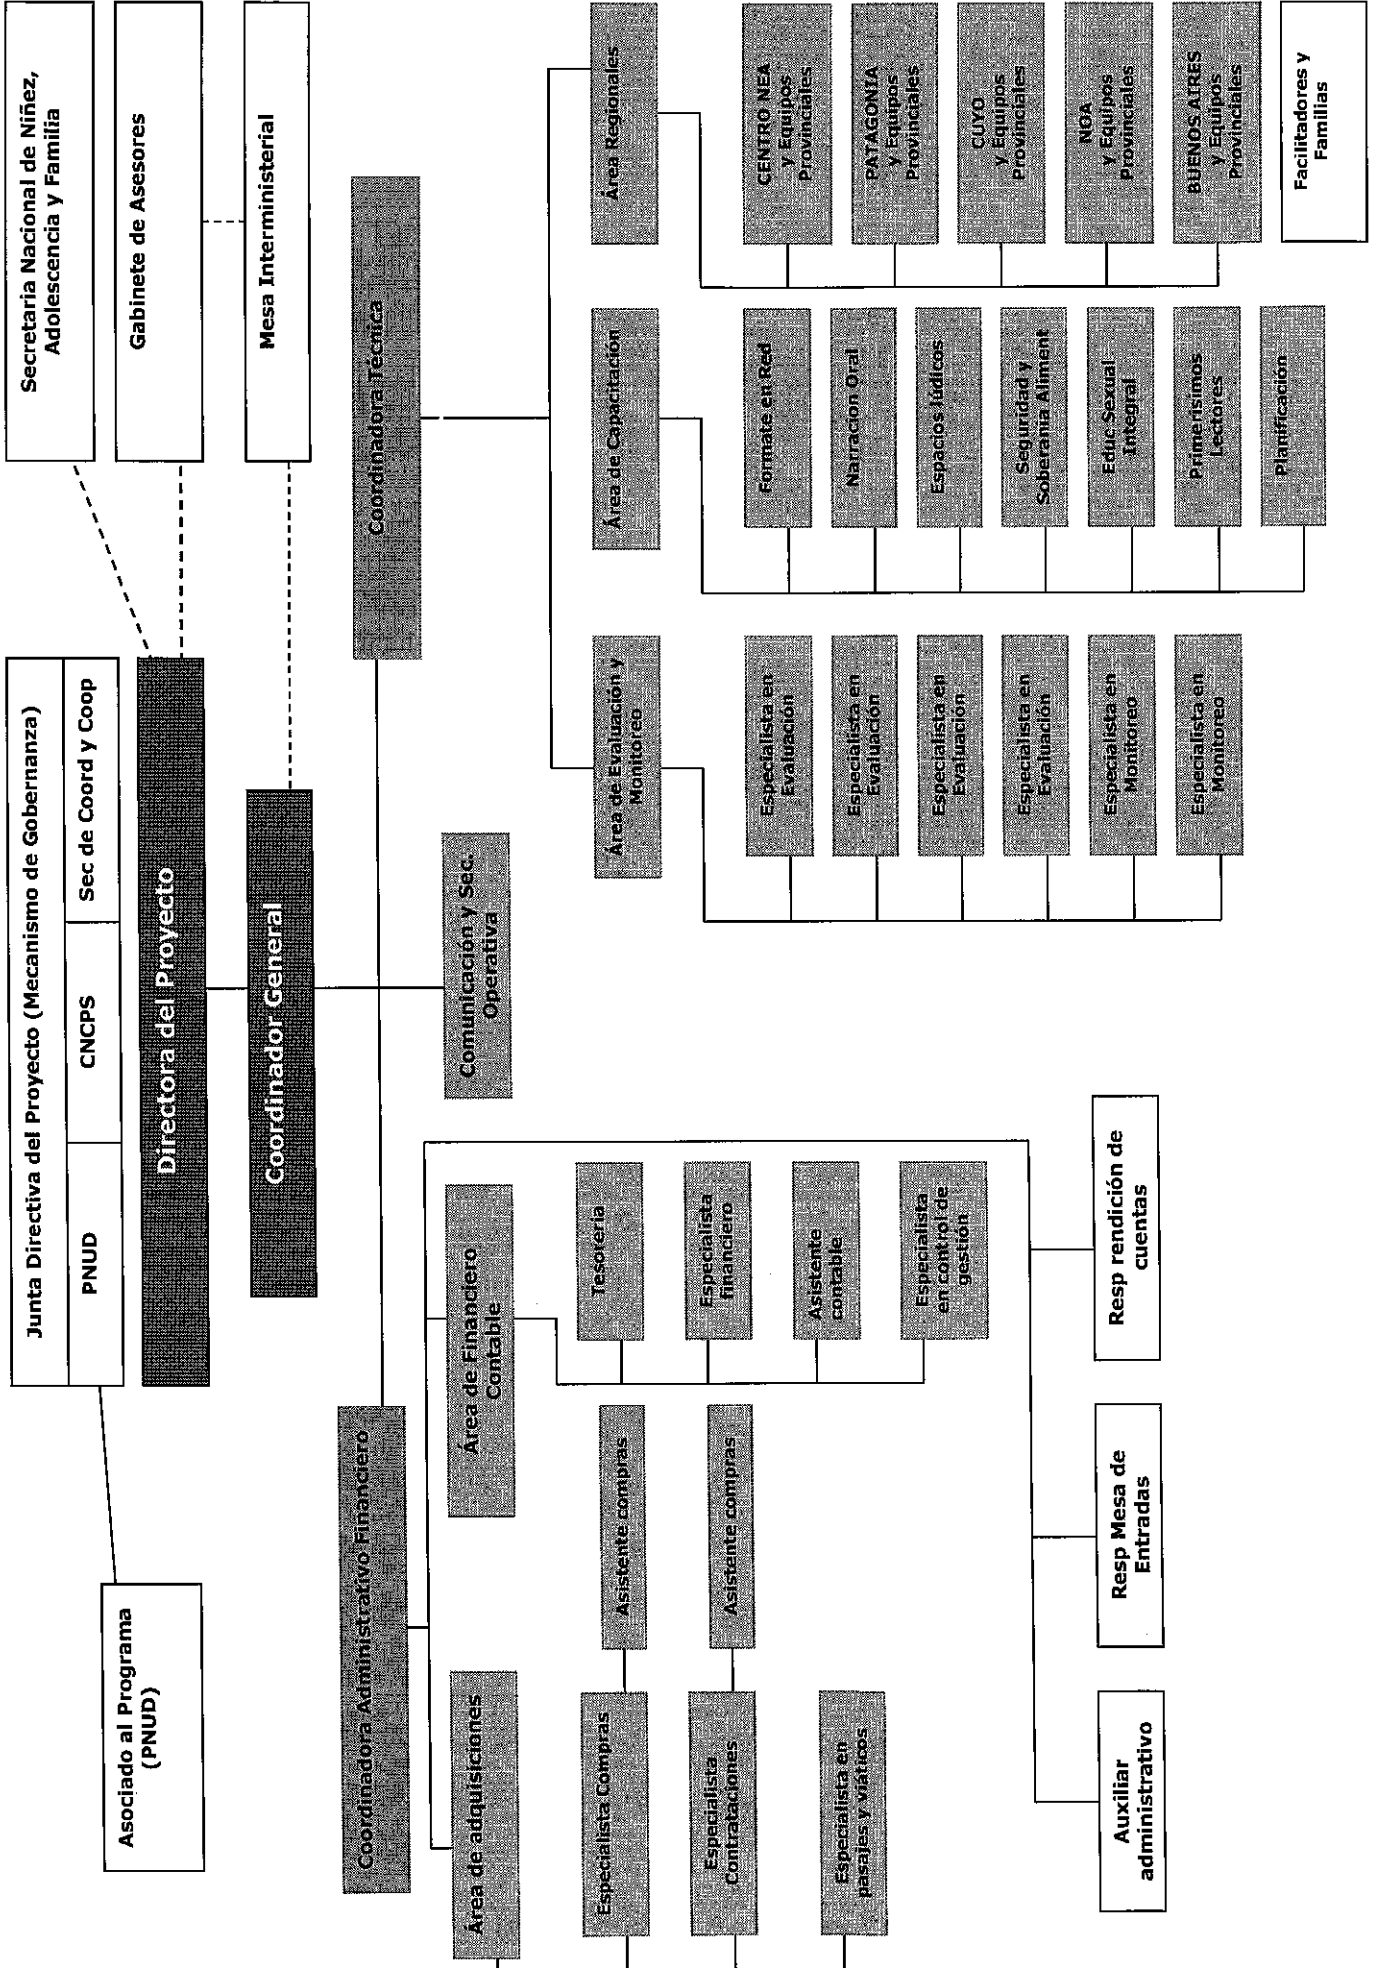 Junta Directiva del Proyecto (Mecanismo de Gobernanza)
PNUD
CNCPS
Sec de Coord y Coop
Asociado al Programa
(PNUD)
Secretaria Nacional de Niñez,
Adolescencia y Familia
Gabinete de Asesores
Mesa Interministerial
Directora del Proyecto
Coordinador General
Coordinadora Administrativo Financiero
Coordinadora Técnica
Comunicación y Sec.
Operativa
Área de adquisiciones
Área de Financiero
Contable
Especialista Compras
Asistente compras
Especialista
Contrataciones
Asistente compras
Especialista en
pasajes y viáticos
Tesorería
Especialista
financiero
Asistente
contable
Especialista
en control de
gestión
Auxiliar
administrativo
Resp Mesa de
Entradas
Resp rendición de
cuentas
Área de Evaluación y
Monitoreo
Especialista en
Evaluación
Especialista en
Evaluación
Especialista en
Evaluación
Especialista en
Evaluación
Especialista en
Monitoreo
Especialista en
Monitoreo
Área de Capacitación
Formate en Red
Narracion Oral
Espacios lúdicos
Seguridad y
Soberanía Aliment
Educ Sexual
Integral
Primerísimos
Lectores
Planificación
Área Regionales
CENTRO NEA
y Equipos
Provinciales
PATAGONIA
y Equipos
Provinciales
CUYO
y Equipos
Provinciales
NOA
y Equipos
Provinciales
BUENOS AIRES
y Equipos
Provinciales
Facilitadores y
Familias